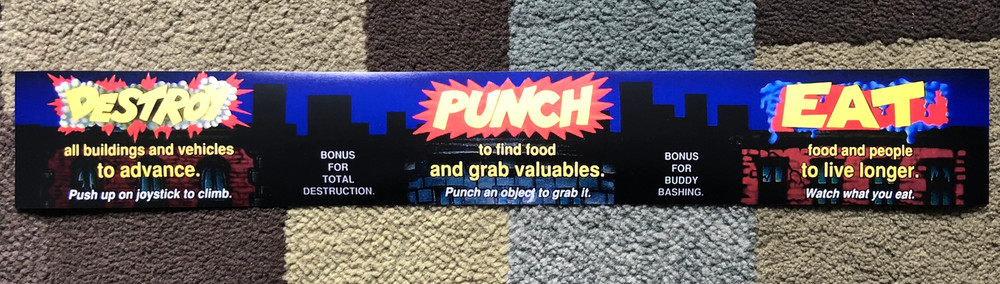 DESTROY
all buildings and vehicles
to advance.
Push up on joystick to climb.
BONUS
FOR
TOTAL
DESTRUCTION.
PUNCH
to find food
and grab valuables.
Punch an object to grab it.
BONUS
FOR
BUDDY
BASHING.
EAT
food and people
to live longer.
Watch what you eat.